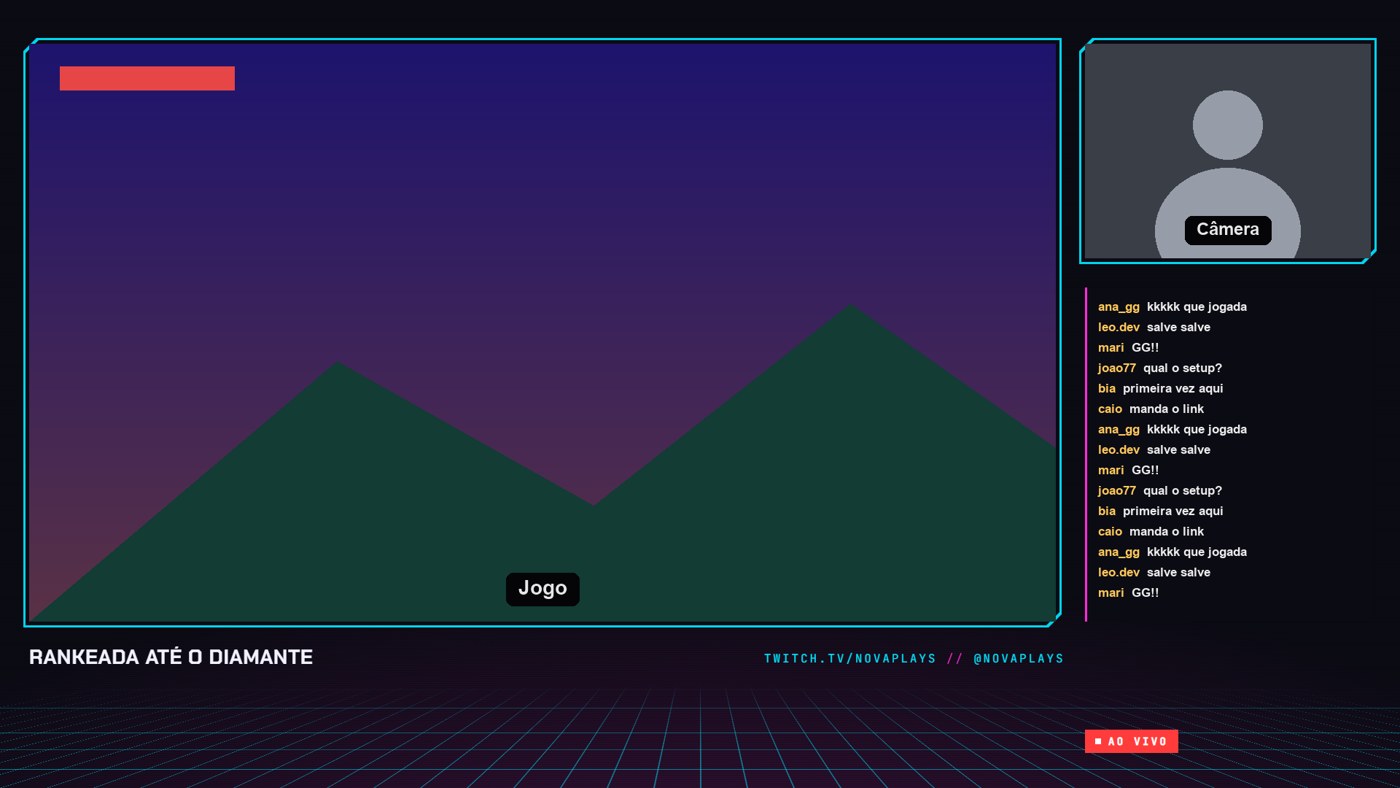 Câmera
ana_gg kkkkk que jogada
leo.dev salve salve
mari GG!!
joao77 qual o setup?
bia primeira vez aqui
caio manda o link
ana_gg kkkkk que jogada
leo.dev salve salve
mari GG!!
joao77 qual o setup?
bia primeira vez aqui
caio manda o link
ana_gg kkkkk que jogada
leo.dev salve salve
mari GG!!
Jogo
RANKEADA ATÉ O DIAMANTE
TWITCH.TV/NOVAPLAYS // @NOVAPLAYS
AO VIVO